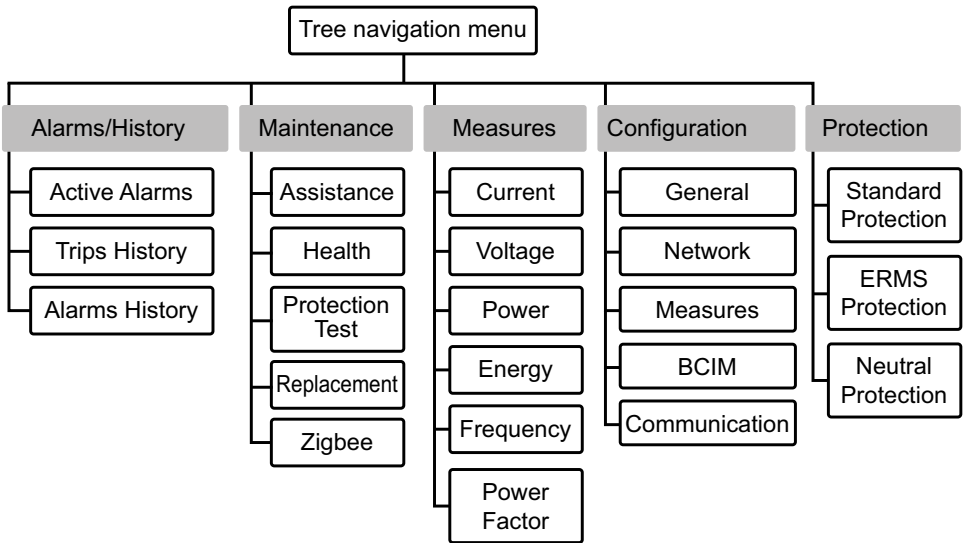 Tree navigation menu
Alarms/History
Active Alarms
Trips History
Alarms History
Maintenance
Assistance
Health
Protection
Test
Replacement
Zigbee
Measures
Current
Voltage
Power
Energy
Frequency
Power
Factor
Configuration
General
Network
Measures
BCIM
Communication
Protection
Standard
Protection
ERMS
Protection
Neutral
Protection